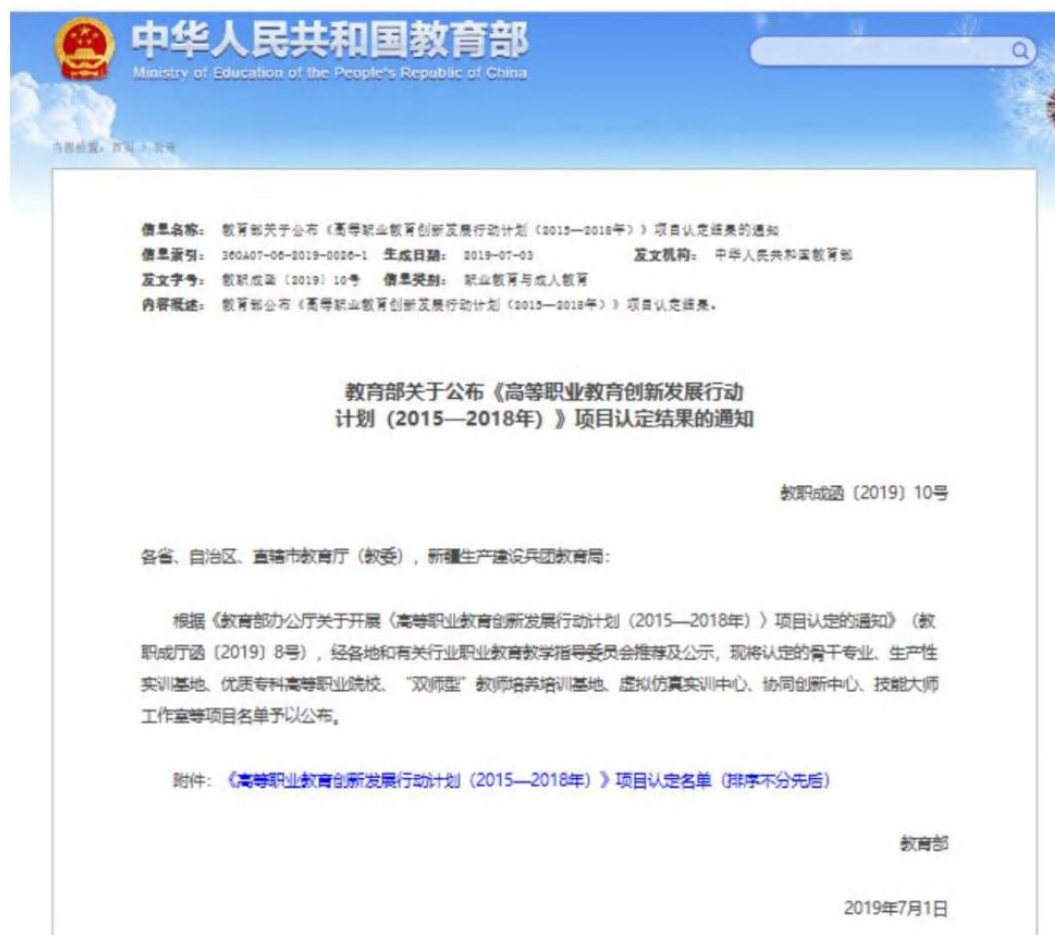 中华人民共和国教育部
Ministry of Education of the People's Republic of China
当前位置：首页 > 公开
信息名称： 教育部关于公布《高等职业教育创新发展行动计划（2015—2018年）》项目认定结果的通知
信息索引： 360A07-06-2019-0026-1 生成日期： 2019-07-03 发文机构： 中华人民共和国教育部
发文字号： 教职成函〔2019〕10号 信息类别： 职业教育与成人教育
内容概述： 教育部公布《高等职业教育创新发展行动计划（2015—2018年）》项目认定结果。
教育部关于公布《高等职业教育创新发展行动
计划（2015—2018年）》项目认定结果的通知
教职成函〔2019〕10号
各省、自治区、直辖市教育厅（教委），新疆生产建设兵团教育局：
根据《教育部办公厅关于开展〈高等职业教育创新发展行动计划（2015—2018年）〉项目认定的通知》（教
职成厅函〔2019〕8号），经各地和有关行业职业教育教学指导委员会推荐及公示，现将认定的骨干专业、生产性
实训基地、优质专科高等职业院校、“双师型”教师培养培训基地、虚拟仿真实训中心、协同创新中心、技能大师
工作室等项目名单予以公布。
附件：《高等职业教育创新发展行动计划（2015—2018年）》项目认定名单（排序不分先后）
教育部
2019年7月1日